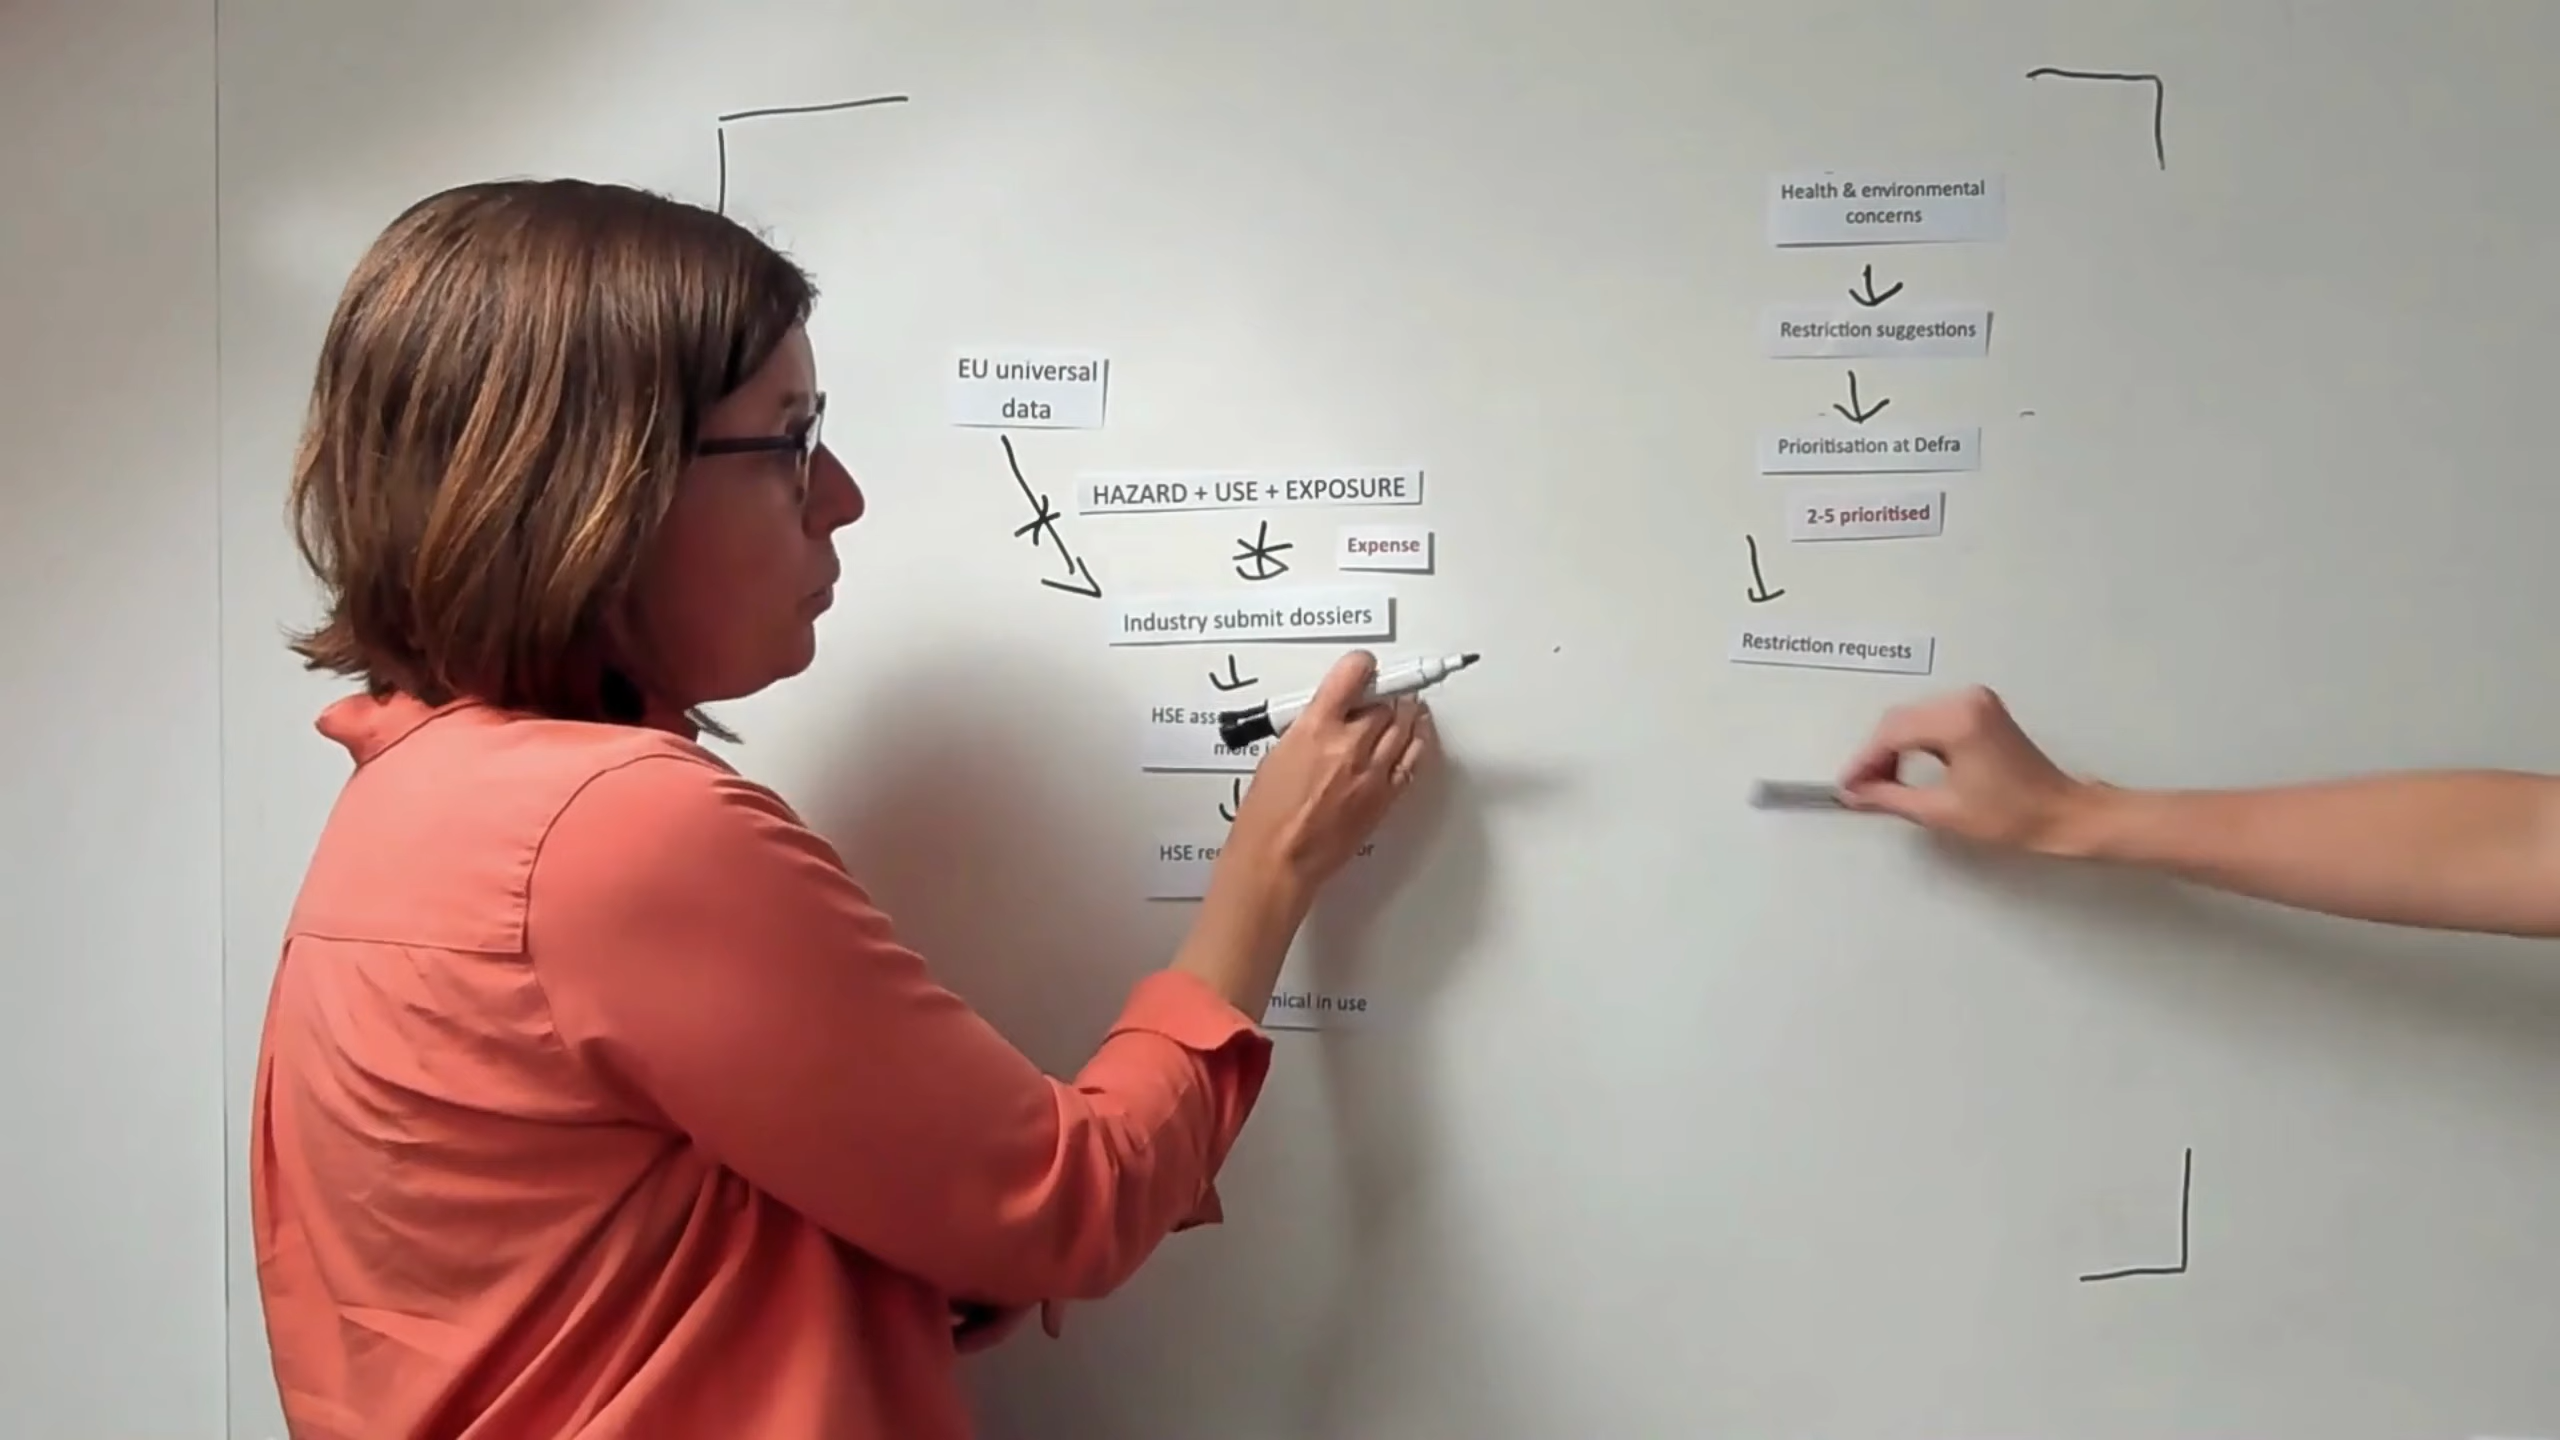 EU universal
data
HAZARD + USE + EXPOSURE
Expense
Industry submit dossiers
HSE
more
HSE
in use
Health & environmental
concerns
Restriction suggestions
Prioritisation at Defra
2-5 prioritised
Restriction requests